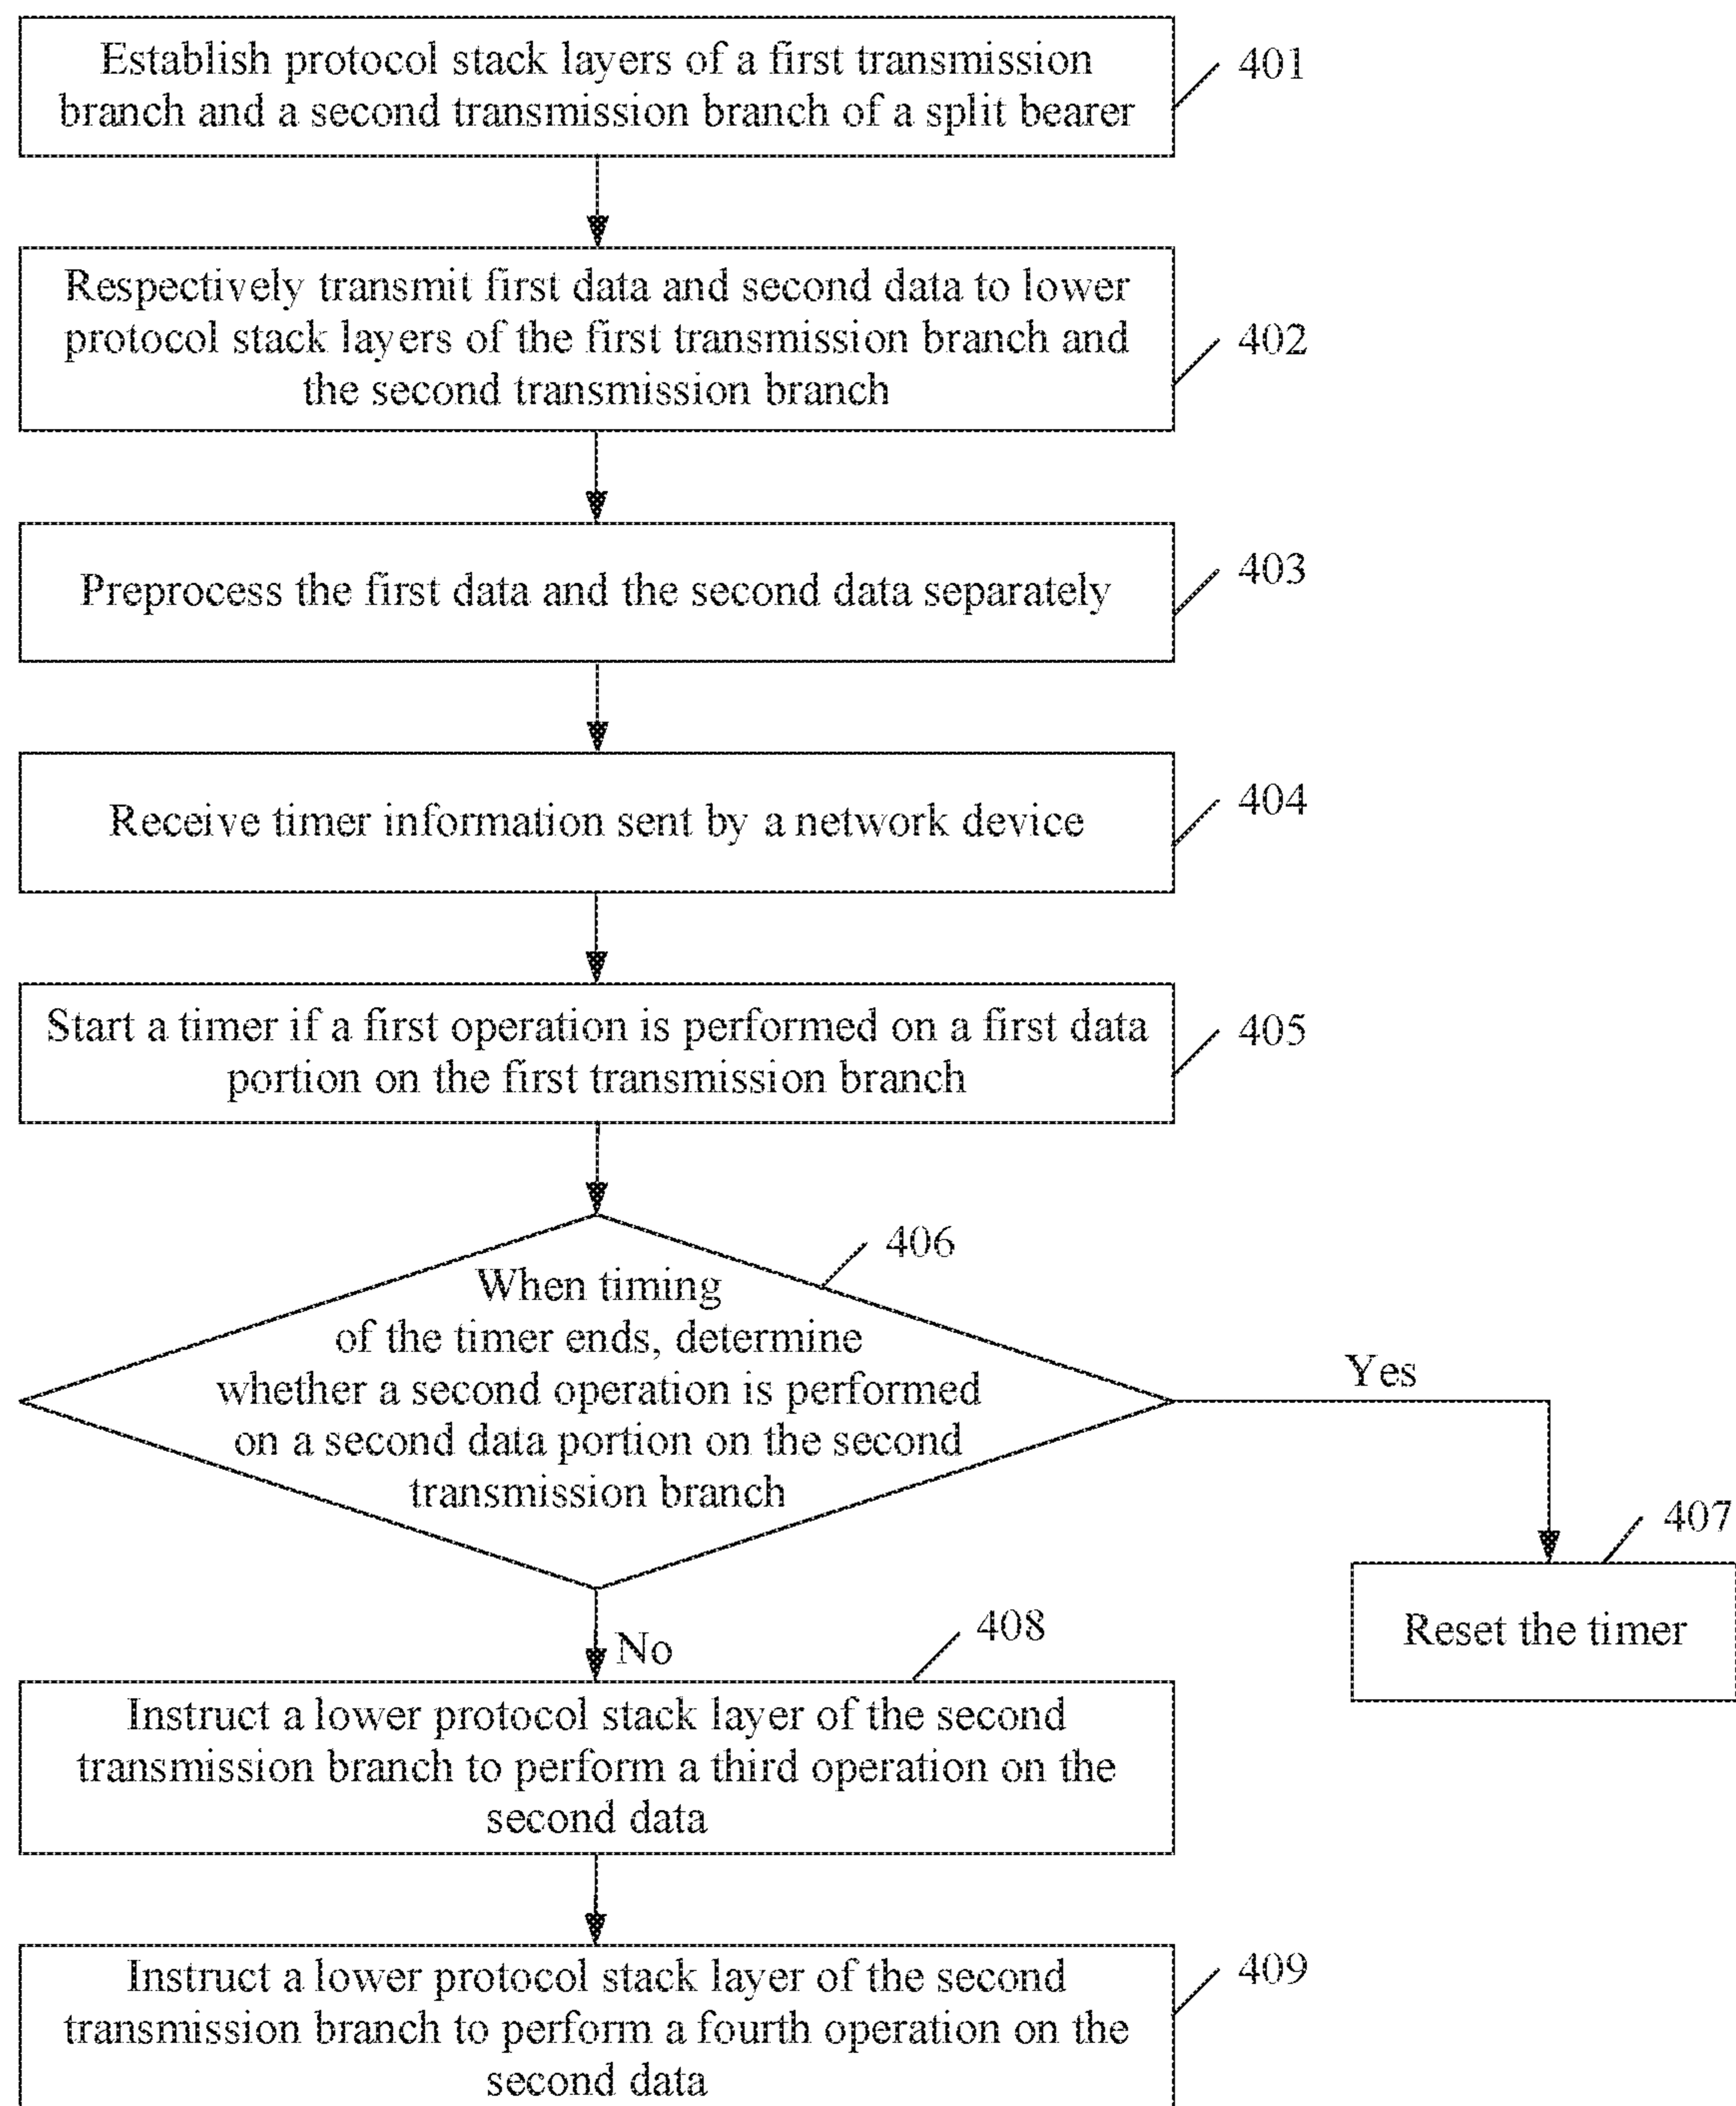 Establish protocol stack layers of a first transmission
branch and a second transmission branch of a split bearer
401
Respectively transmit first data and second data to lower
protocol stack layers of the first transmission branch and
the second transmission branch
402
Preprocess the first data and the second data separately
403
Receive timer information sent by a network device
404
Start a timer if a first operation is performed on a first data
portion on the first transmission branch
405
406
When timing
of the timer ends, determine
whether a second operation is performed
on a second data portion on the second
transmission branch
Yes
407
Reset the timer
No
408
Instruct a lower protocol stack layer of the second
transmission branch to perform a third operation on the
second data
Instruct a lower protocol stack layer of the second
transmission branch to perform a fourth operation on the
second data
409